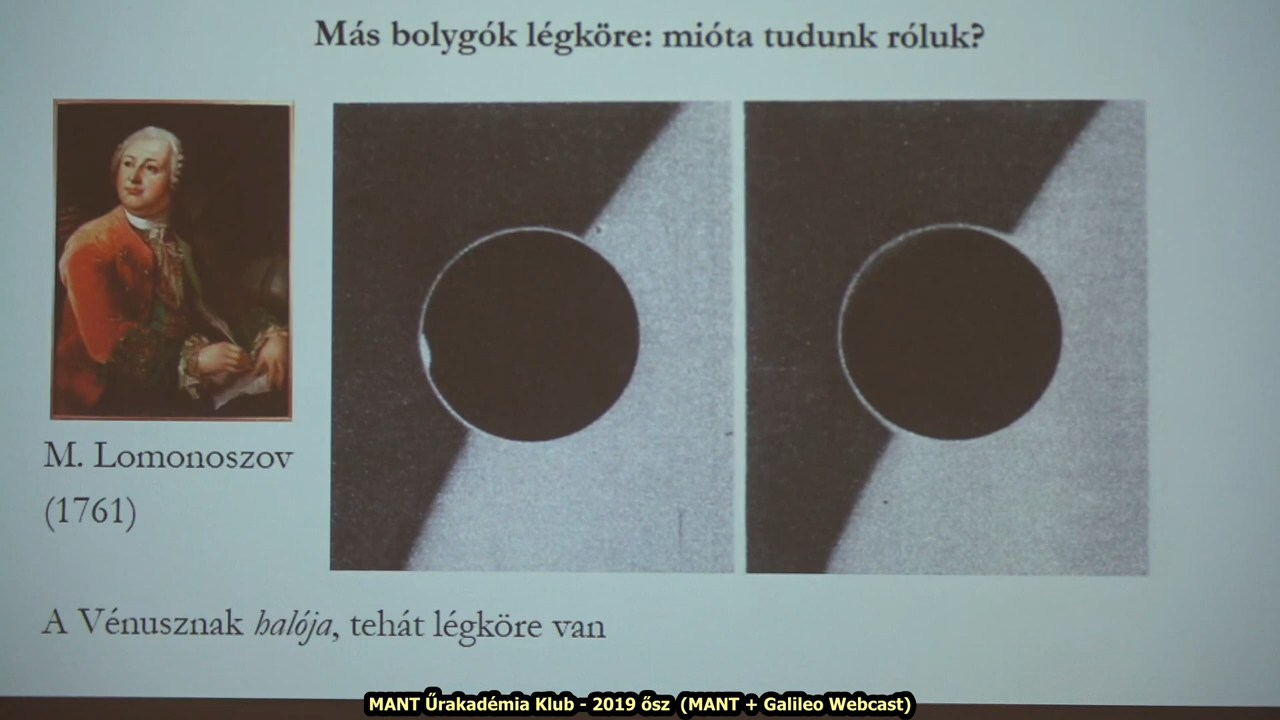 Más bolygók légköre: mióta tudunk róluk?
M. Lomonoszov
(1761)
A Vénusznak halója, tehát légköre van
MANT Űrakadémia Klub - 2019 ősz (MANT + Galileo Webcast)